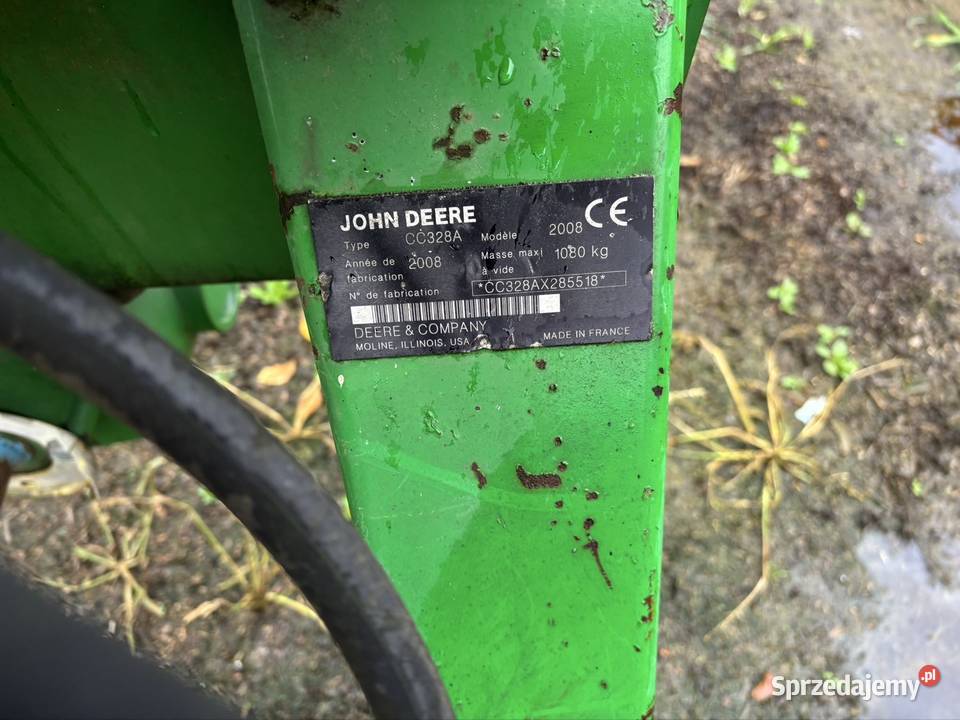 JOHN DEERE CE
Type CC328A Modèle 2008
Année de fabrication 2008 Masse maxi à vide 1080 kg
N° de fabrication *CC328AX285518*
DEERE & COMPANY
MOLINE, ILLINOIS, USA MADE IN FRANCE
Sprzedajemy.pl